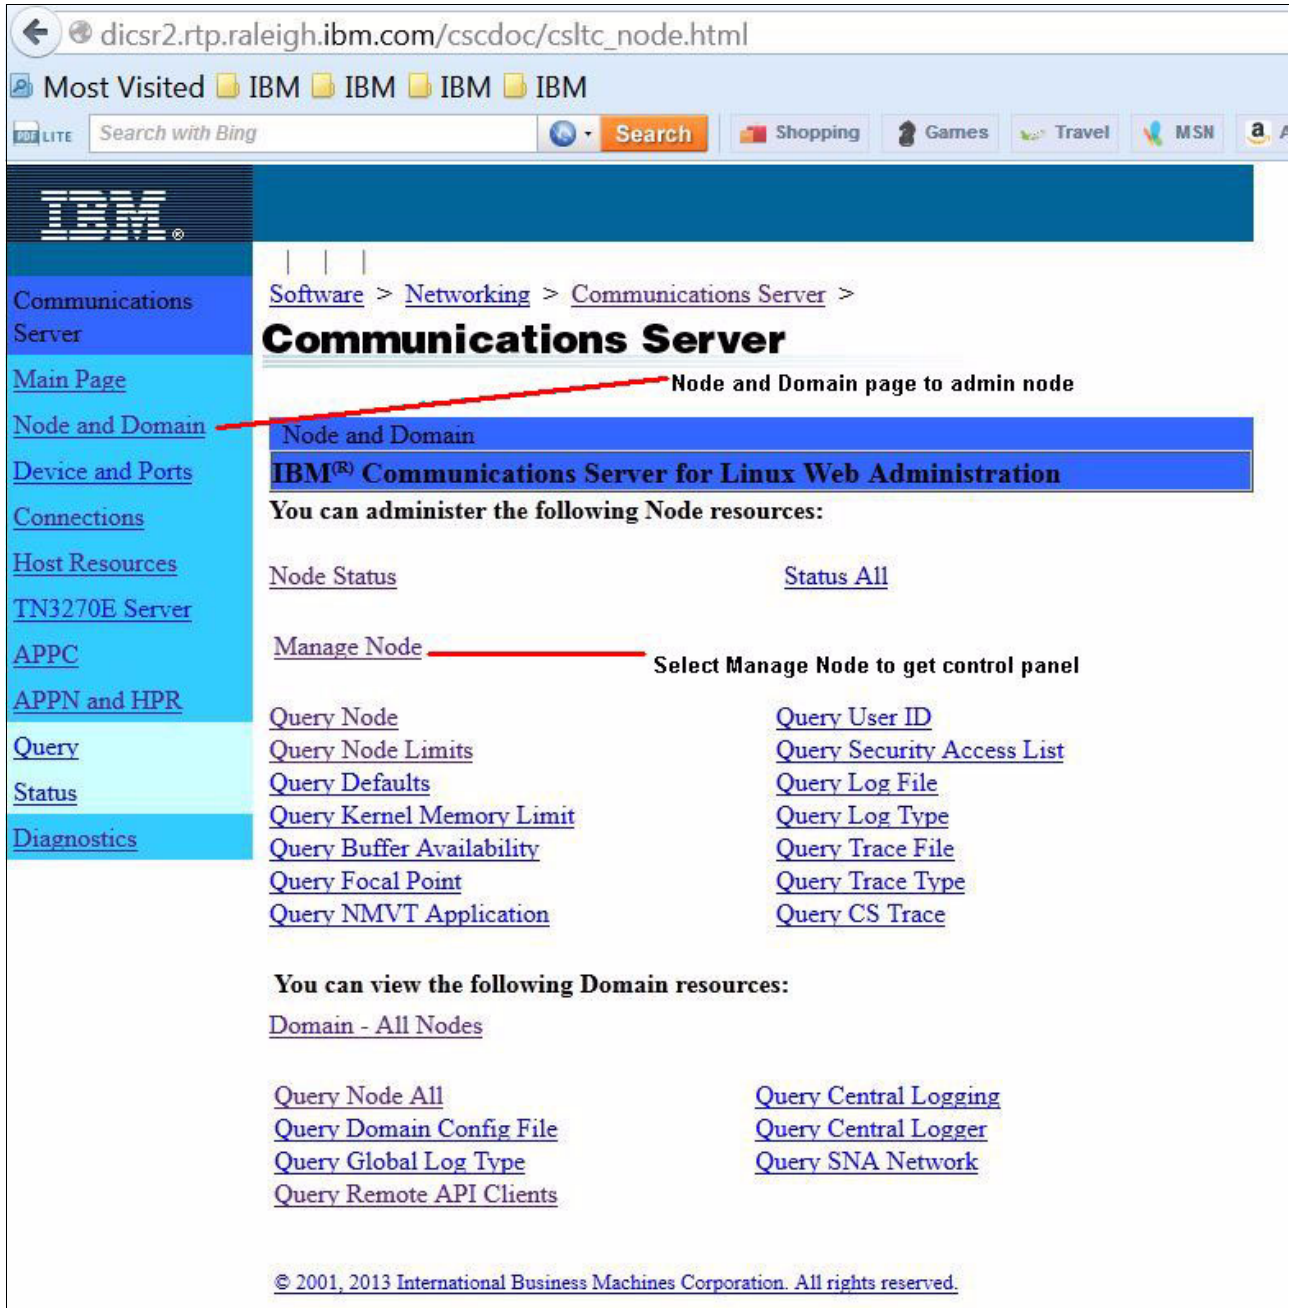 dicsr2.rtp.raleigh.ibm.com/cscdoc/csltc_node.html
Most Visited IBM IBM IBM IBM
PDF LITE Search with Bing Search Shopping Games Travel MSN a
IBM®
| | |
Software > Networking > Communications Server >
Communications Server
Communications
Server
Main Page
Node and Domain
Device and Ports
Connections
Host Resources
TN3270E Server
APPC
APPN and HPR
Query
Status
Diagnostics
Node and Domain page to admin node
Node and Domain
IBM(R) Communications Server for Linux Web Administration
You can administer the following Node resources:
Node Status Status All
Manage Node
Select Manage Node to get control panel
Query Node Query User ID
Query Node Limits Query Security Access List
Query Defaults Query Log File
Query Kernel Memory Limit Query Log Type
Query Buffer Availability Query Trace File
Query Focal Point Query Trace Type
Query NMVT Application Query CS Trace
You can view the following Domain resources:
Domain - All Nodes
Query Node All Query Central Logging
Query Domain Config File Query Central Logger
Query Global Log Type Query SNA Network
Query Remote API Clients
© 2001, 2013 International Business Machines Corporation. All rights reserved.